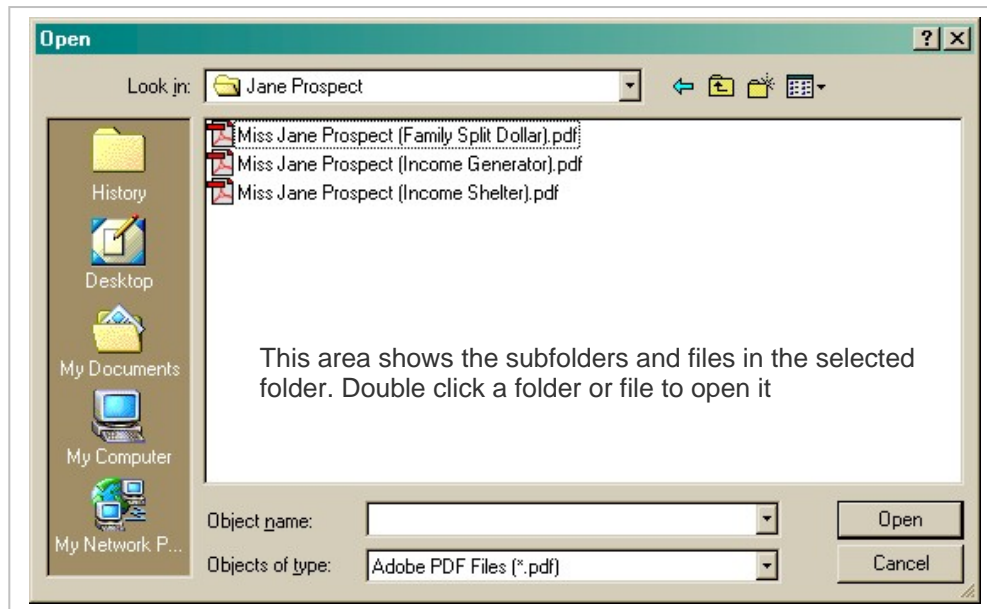 Open
Look in: Jane Prospect
Miss Jane Prospect (Family Split Dollar).pdf
Miss Jane Prospect (Income Generator).pdf
Miss Jane Prospect (Income Shelter).pdf
History
Desktop
My Documents
My Computer
My Network P...
This area shows the subfolders and files in the selected
folder. Double click a folder or file to open it
Object name:
Open
Objects of type: Adobe PDF Files (*.pdf)
Cancel